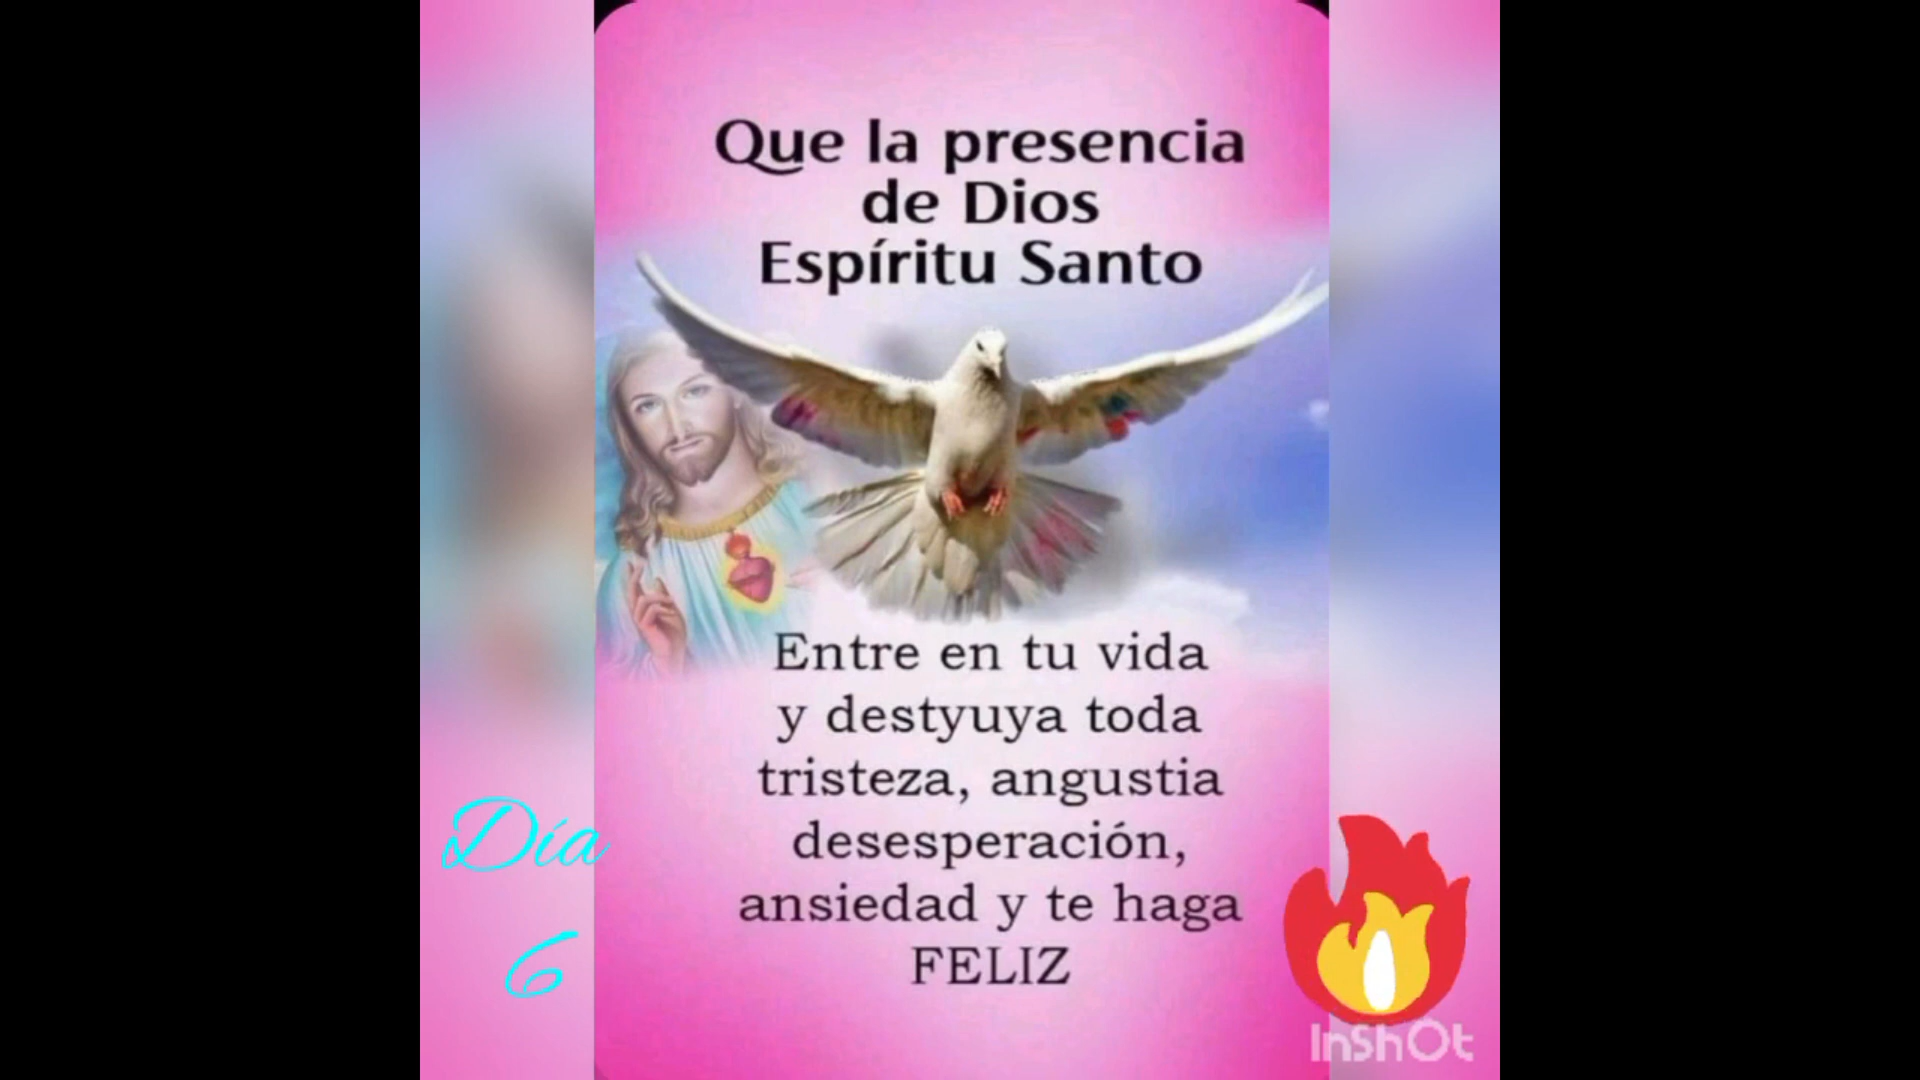 Que la presencia
de Dios
Espíritu Santo
Entre en tu vida
y destyuya toda
tristeza, angustia
desesperación,
ansiedad y te haga
FELIZ
Día
6
InShOt